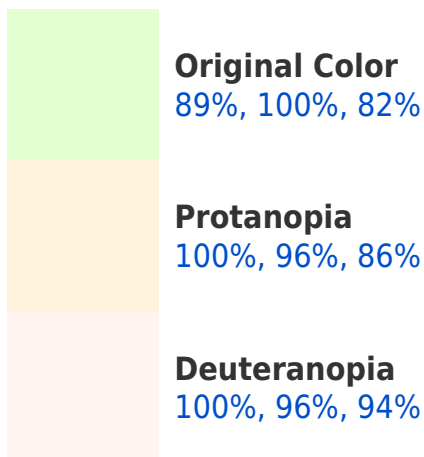 Original Color
89%, 100%, 82%
Protanopia
100%, 96%, 86%
Deuteranopia
100%, 96%, 94%